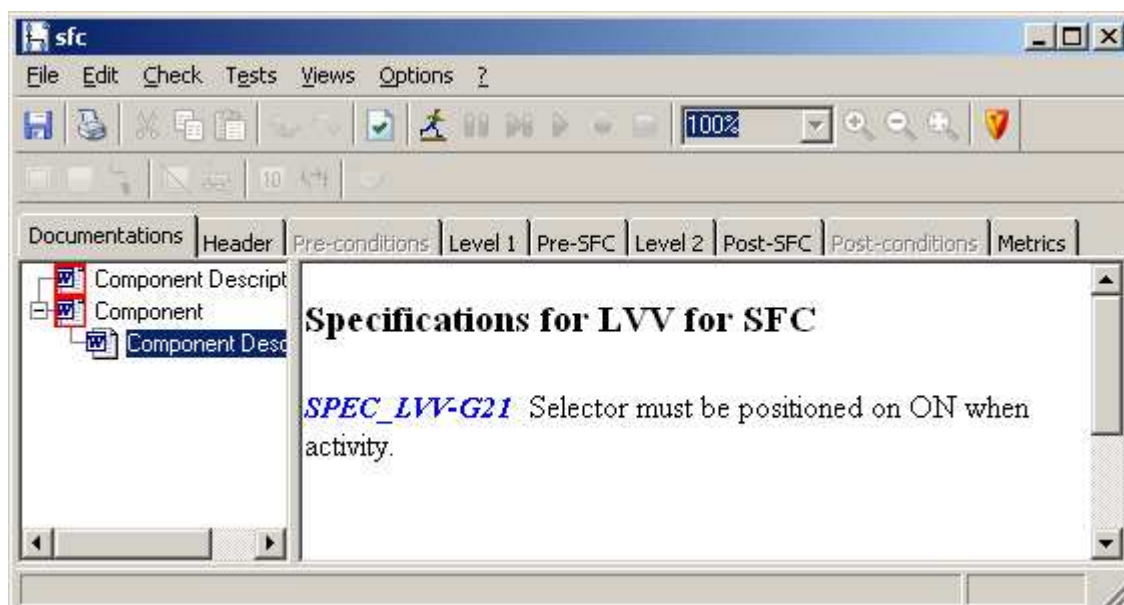 sfc
File Edit Check Tests Views Options ?
100%
10
Documentations Header Pre-conditions Level 1 Pre-SFC Level 2 Post-SFC Post-conditions Metrics
Component Descript
Component
Component Desc
Specifications for LVV for SFC
SPEC_LVV-G21 Selector must be positioned on ON when
activity.